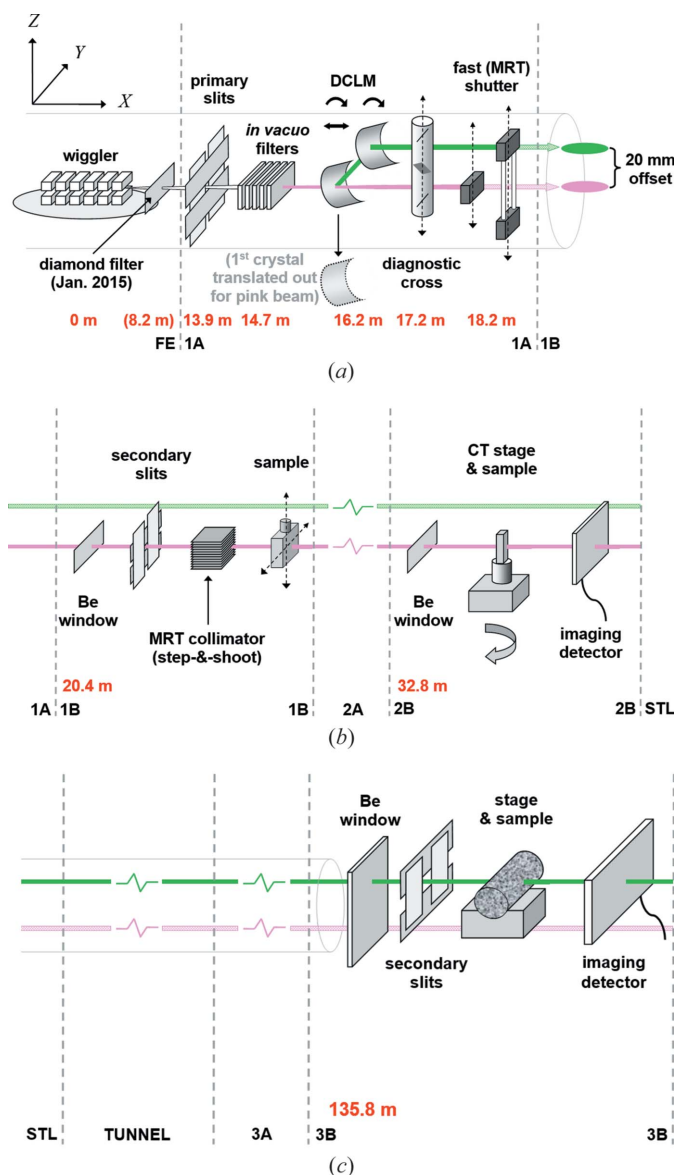 Z
Y
X
primary
slits
DCLM
fast (MRT)
shutter
in vacuo
filters
wiggler
20 mm
offset
diamond filter
(Jan. 2015)
(1st crystal
translated out
for pink beam)
diagnostic
cross
0 m
(8.2 m)
13.9 m
14.7 m
16.2 m
17.2 m
18.2 m
FE
1A
1A
1B
(a)
secondary
slits
sample
CT stage
& sample
Be
window
MRT collimator
(step-&-shoot)
Be
window
imaging
detector
20.4 m
32.8 m
1A
1B
1B
2A
2B
2B
STL
(b)
Be
window
stage
& sample
secondary
slits
imaging
detector
135.8 m
STL
TUNNEL
3A
3B
3B
(c)